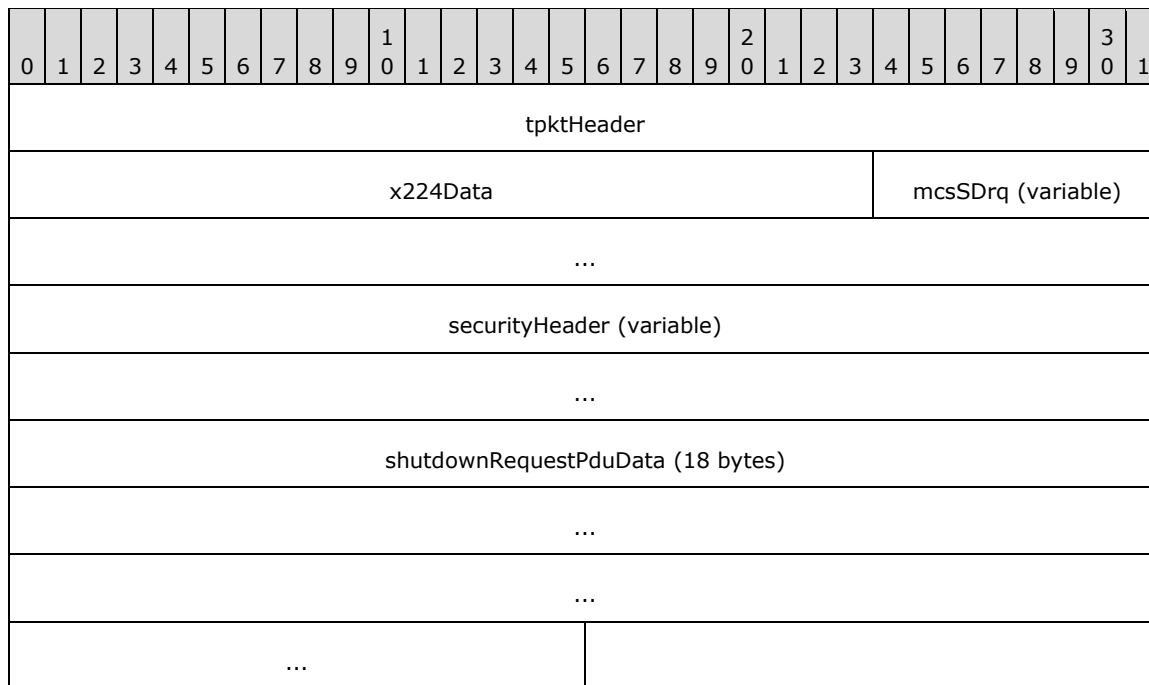 1 2 3
0 1 2 3 4 5 6 7 8 9 0 1 2 3 4 5 6 7 8 9 0 1 2 3 4 5 6 7 8 9 0 1
tpktHeader
x224Data mcsSDrq (variable)
...
securityHeader (variable)
...
shutdownRequestPduData (18 bytes)
...
...
...